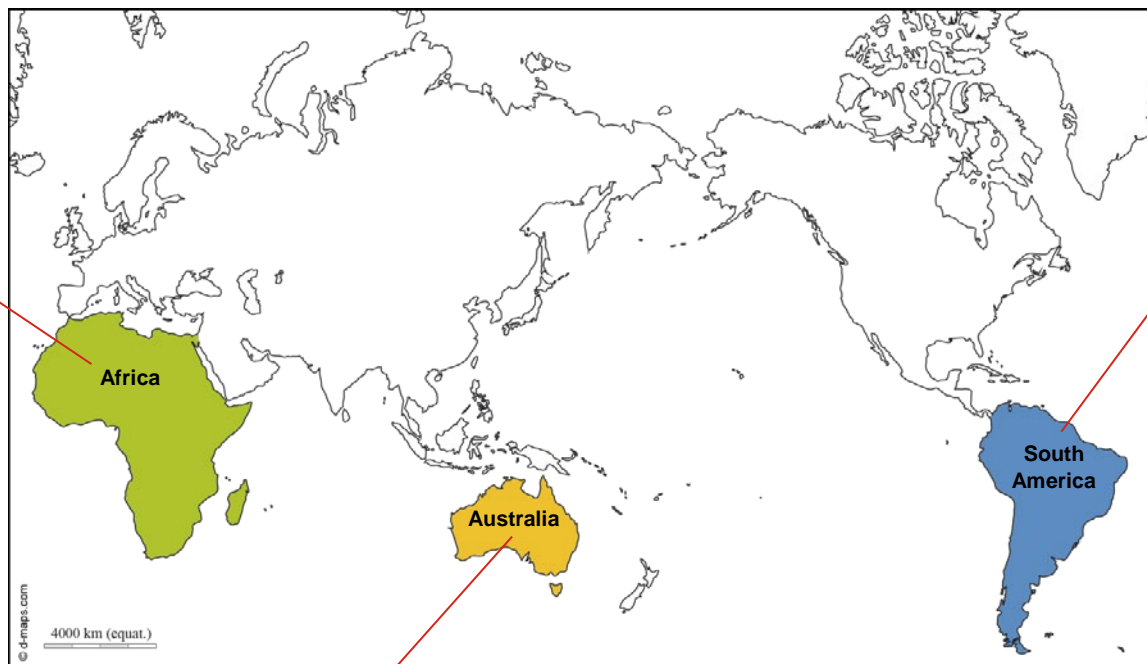 Africa
South
America
Australia
4000 km (equat.)
© d-maps.com